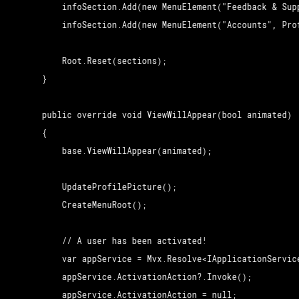 infoSection.Add(new MenuElement("Feedback & Supp
infoSection.Add(new MenuElement("Accounts", Prot
Root.Reset(sections);
}
public override void ViewWillAppear(bool animated)
{
base.ViewWillAppear(animated);
UpdateProfilePicture();
CreateMenuRoot();
// A user has been activated!
var appService = Mvx.Resolve<IApplicationService
appService.ActivationAction?.Invoke();
appService.ActivationAction = null;